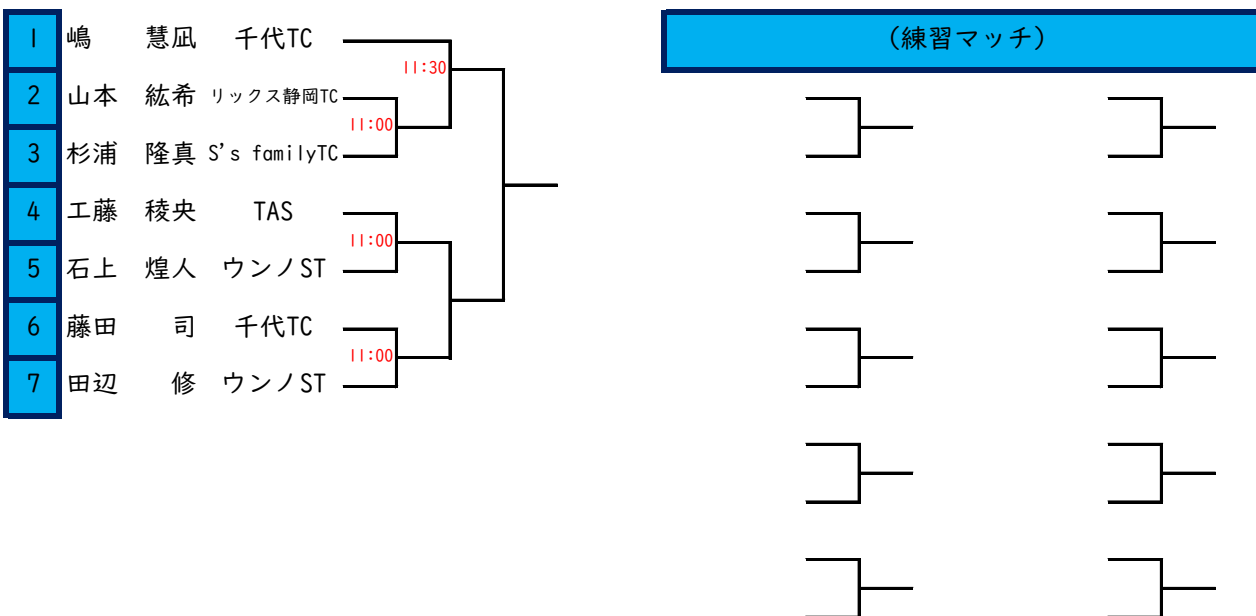 1 嶋 慧凪 千代TC
11:30
2 山本 紘希 リックス静岡TC
11:00
3 杉浦 隆真 S's familyTC
4 工藤 稜央 TAS
11:00
5 石上 煌人 ウンノST
6 藤田 司 千代TC
11:00
7 田辺 修 ウンノST
(練習マッチ)